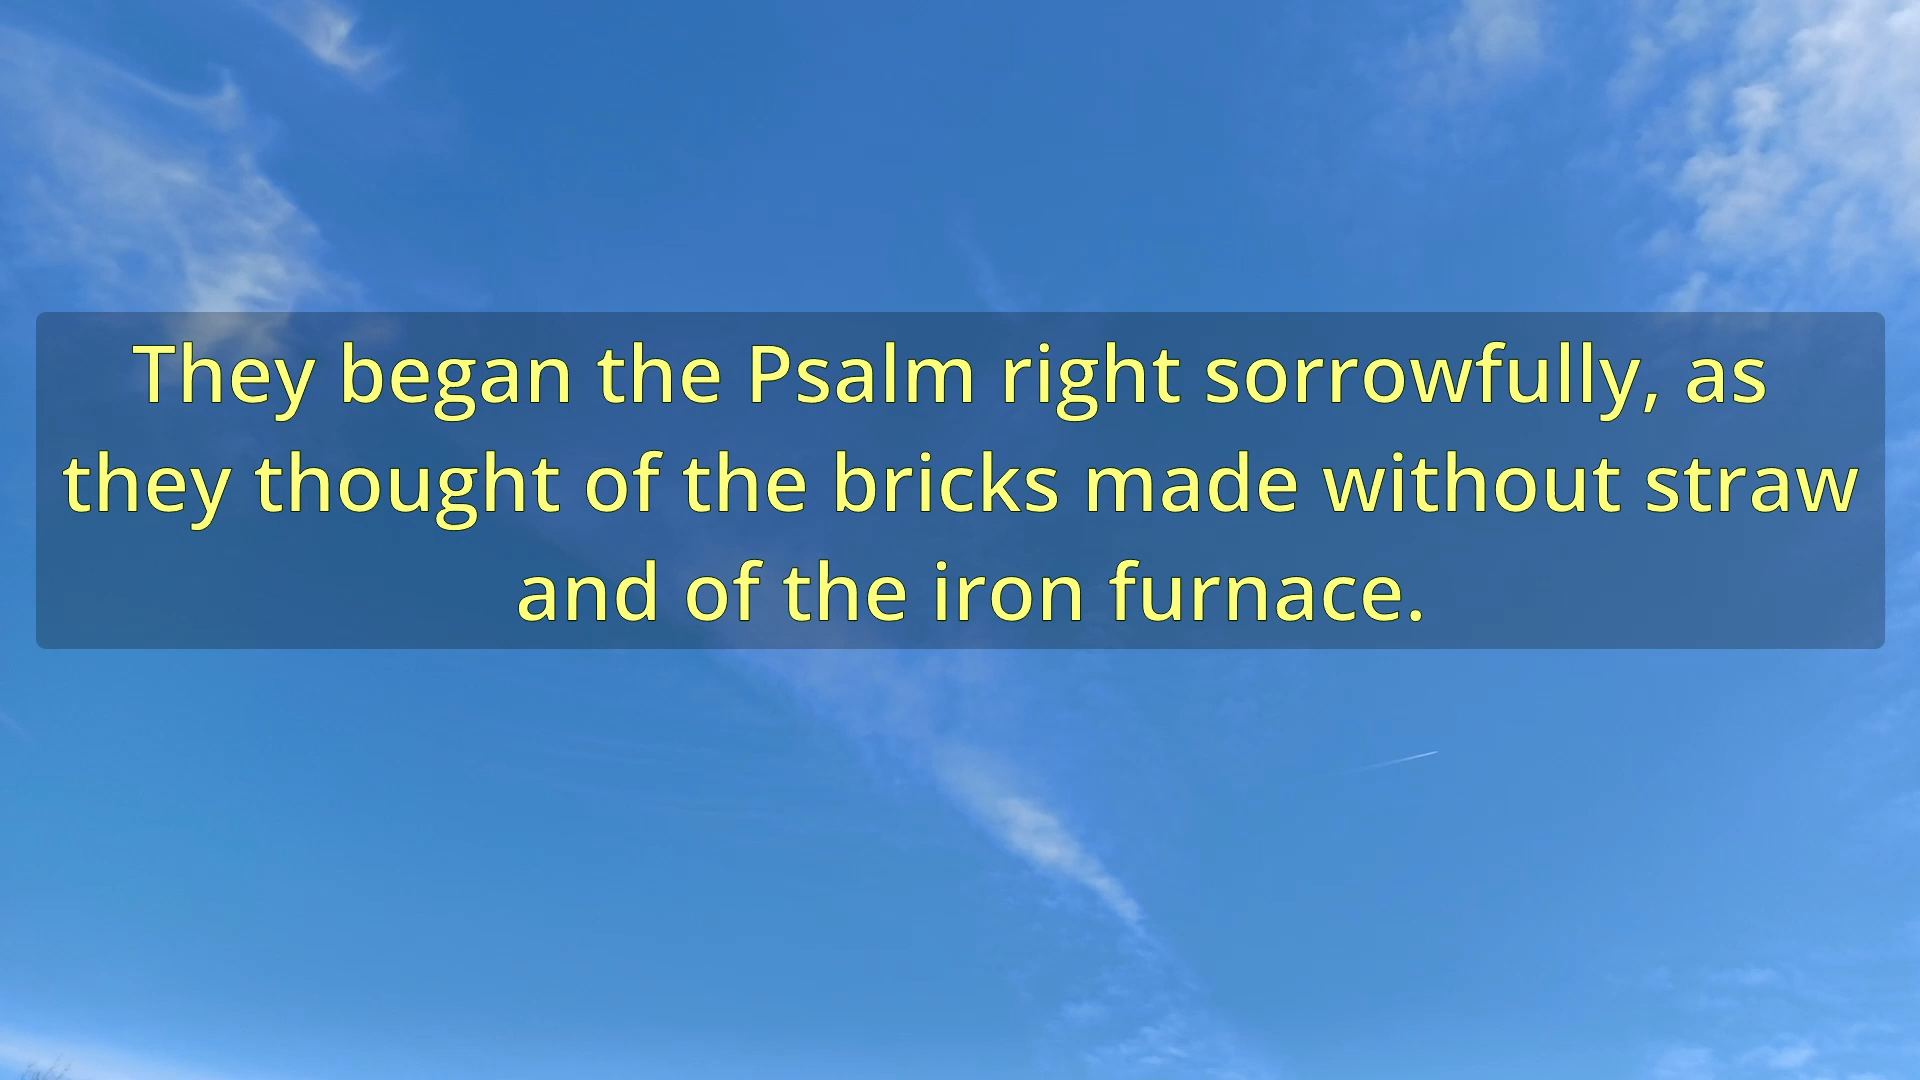 They began the Psalm right sorrowfully, as
they thought of the bricks made without straw
and of the iron furnace.